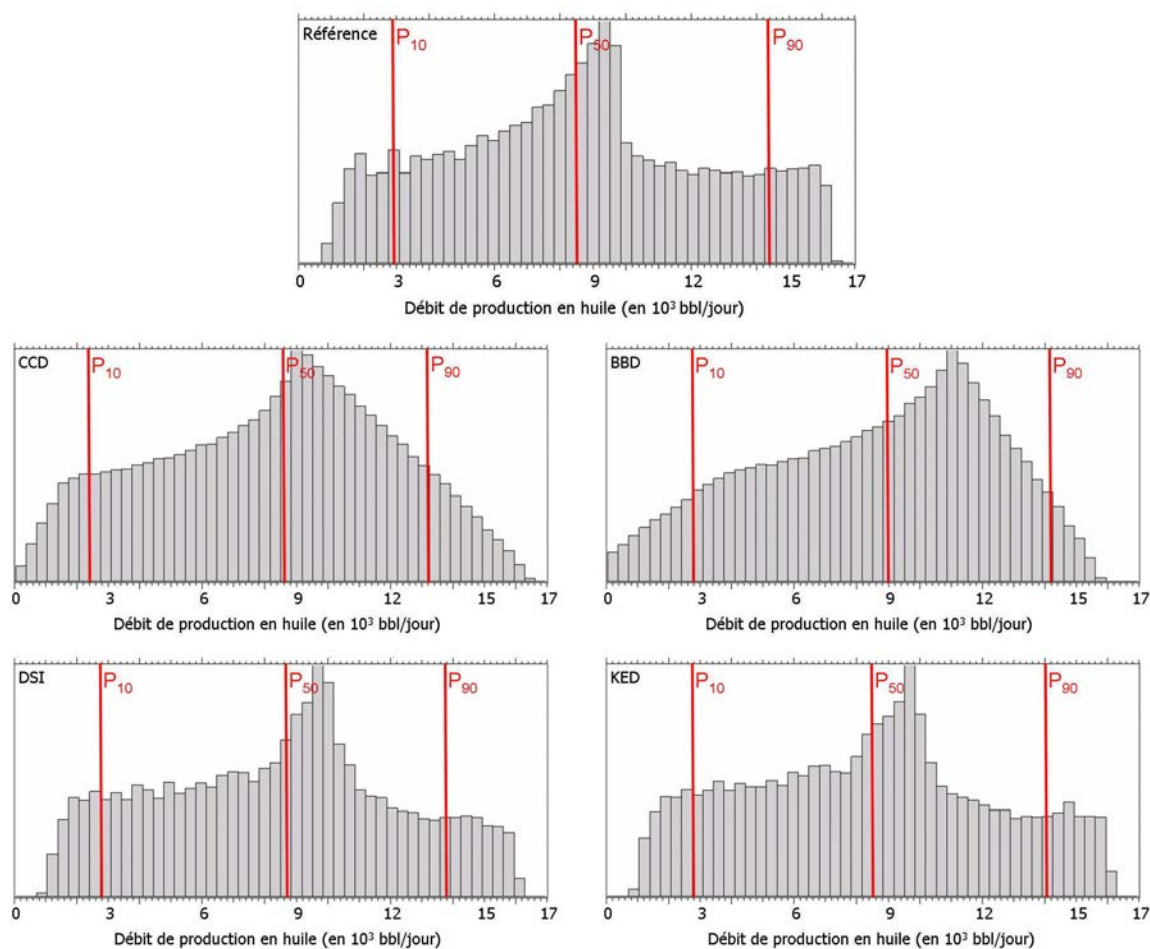 Référence
P10
P50
P90
0 3 6 9 12 15 17
Débit de production en huile (en 10³ bbl/jour)
CCD
P10
P50
P90
0 3 6 9 12 15 17
Débit de production en huile (en 10³ bbl/jour)
BBD
P10
P50
P90
0 3 6 9 12 15 17
Débit de production en huile (en 10³ bbl/jour)
DSI
P10
P50
P90
0 3 6 9 12 15 17
Débit de production en huile (en 10³ bbl/jour)
KED
P10
P50
P90
0 3 6 9 12 15 17
Débit de production en huile (en 10³ bbl/jour)